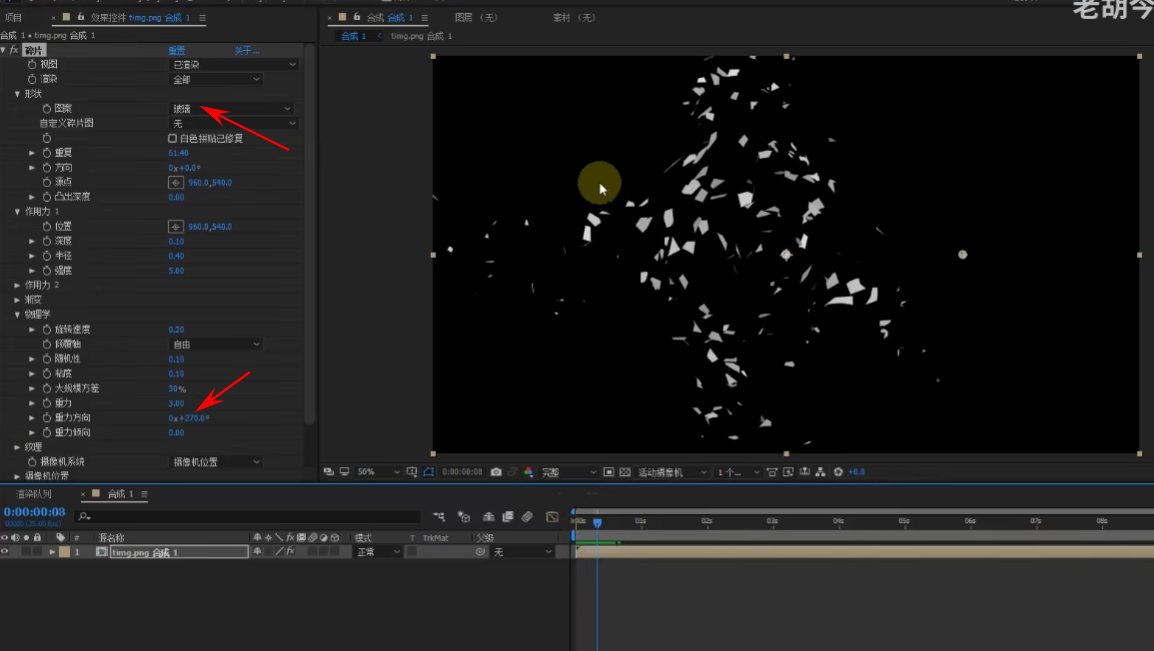 老胡今
项目
× 效果控件 timg.png 合成 1 ≡
× 合成 合成 1 ≡
图层 (无)
素材 (无)
合成 1 • timg.png 合成 1
合成 1 ‹ timg.png 合成 1
fx 碎片 重置 关于...
视图 已渲染
渲染 全部
形状
图案 玻璃
自定义碎片图 无
白色拼贴已修复
重复 61.40
方向 0x+0.0°
源点 960.0,540.0
凸出深度 0.00
作用力 1
位置 960.0,540.0
深度 0.10
半径 0.40
强度 5.00
作用力 2
渐变
物理学
旋转速度 0.20
倾覆轴 自由
随机性 0.10
粘度 0.10
大规模方差 30%
重力 3.00
重力方向 0x+270.0°
重力倾向 0.00
纹理
摄像机系统 摄像机位置
摄像机位置
50% 0:00:00:08 完整 活动摄像机 1 个... +0.0
渲染队列 × 合成 1 ≡
0:00:00:08
00008 (25.00 fps)
:00s 01s 02s 03s 04s 05s 06s 07s 08s
# 源名称 fx 模式 T TrkMat 父级
1 timg.png 合成 1 fx 正常 无